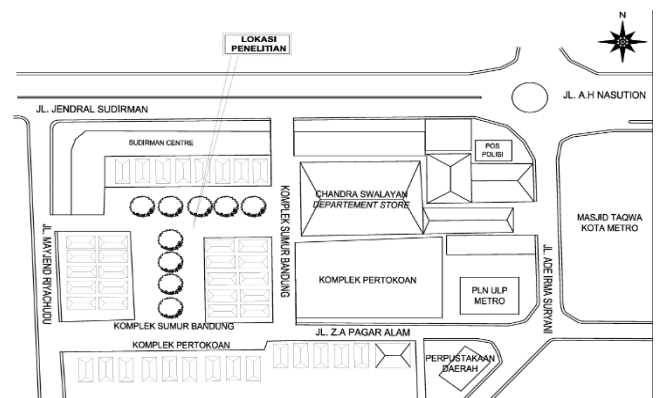 N
LOKASI
PENELITIAN
JL. A.H NASUTION
JL. JENDRAL SUDIRMAN
SUDIRMAN CENTRE
POS
POLISI
CHANDRA SWALAYAN
DEPARTEMENT STORE
KOMPLEK SUMUR BANDUNG
MASJID TAQWA
KOTA METRO
JL. MAYJEND RIYACHUDU
JL. ADE IRMA SURYANI
KOMPLEK PERTOKOAN
PLN ULP
METRO
KOMPLEK SUMUR BANDUNG
JL. Z.A PAGAR ALAM
KOMPLEK PERTOKOAN
PERPUSTAKAAN
DAERAH